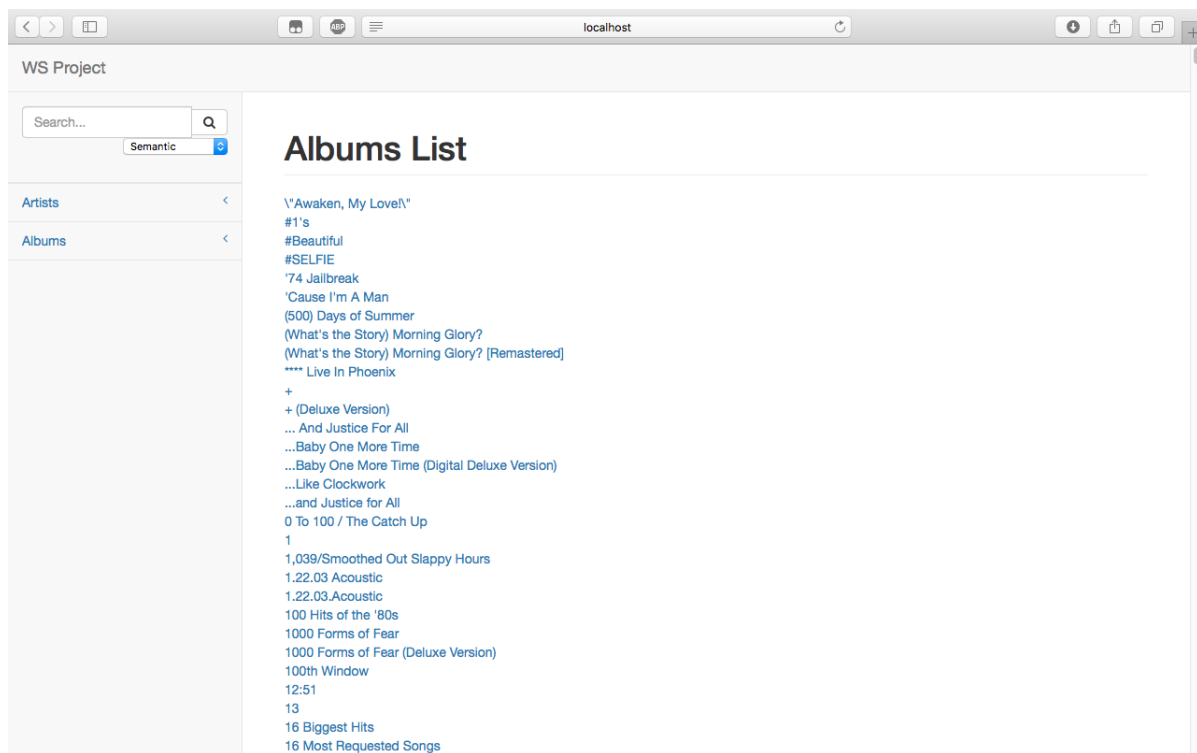 ABP
localhost
WS Project
Search...
Semantic
Artists
Albums
Albums List
\"Awaken, My Love!\"
#1's
#Beautiful
#SELFIE
'74 Jailbreak
'Cause I'm A Man
(500) Days of Summer
(What's the Story) Morning Glory?
(What's the Story) Morning Glory? [Remastered]
**** Live In Phoenix
+
+ (Deluxe Version)
... And Justice For All
...Baby One More Time
...Baby One More Time (Digital Deluxe Version)
...Like Clockwork
...and Justice for All
0 To 100 / The Catch Up
1
1,039/Smoothed Out Slappy Hours
1.22.03 Acoustic
1.22.03.Acoustic
100 Hits of the '80s
1000 Forms of Fear
1000 Forms of Fear (Deluxe Version)
100th Window
12:51
13
16 Biggest Hits
16 Most Requested Songs